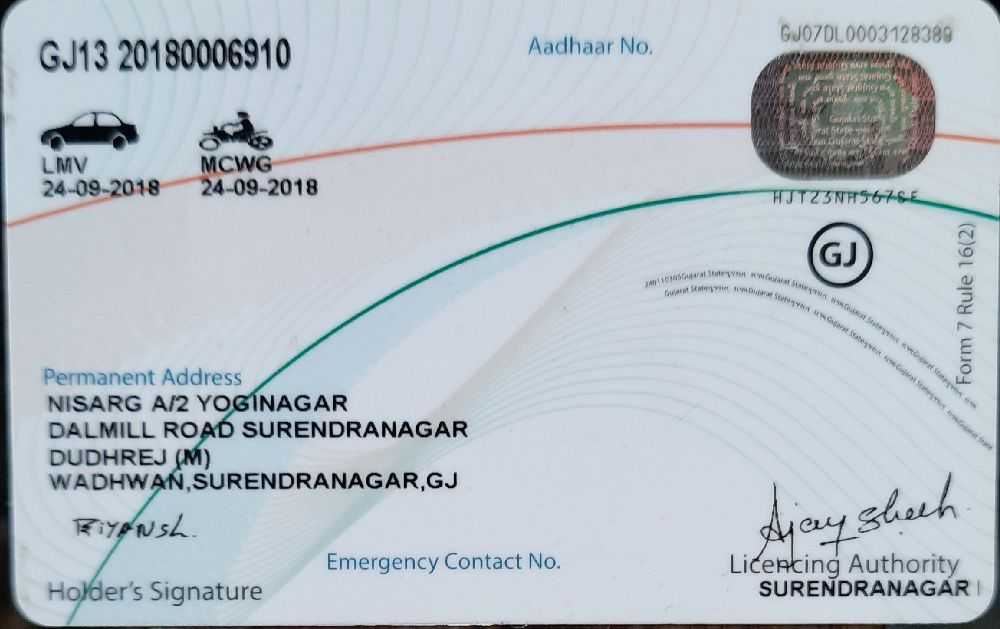 GJ13 20180006910
Aadhaar No.
GJ07DL0003128389
LMV
24-09-2018
MCWG
24-09-2018
HJT23NH567SF
GJ
Form 7 Rule 16(2)
Permanent Address
NISARG A/2 YOGINAGAR
DALMILL ROAD SURENDRANAGAR
DUDHREJ (M)
WADHWAN,SURENDRANAGAR,GJ
RiYANSh.
Holder's Signature
Emergency Contact No.
Ajay Sheth
Licencing Authority
SURENDRANAGAR